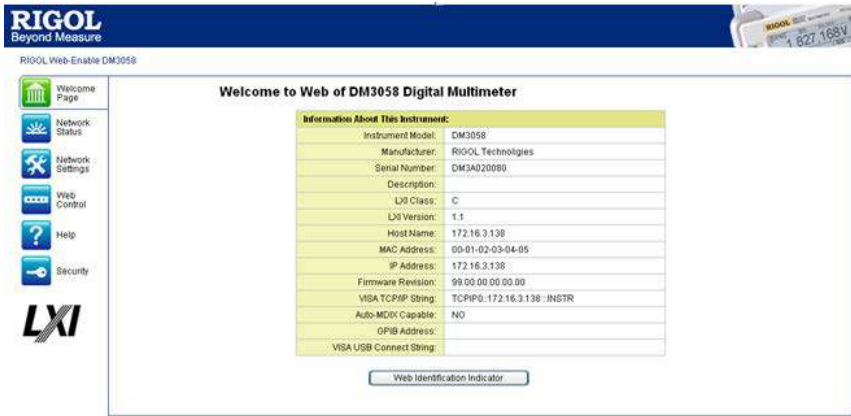 RIGOL
Beyond Measure
RIGOL
1.827,168V
RIGOL Web-Enable DM3058
Welcome Page
Network Status
Network Settings
Web Control
Help
Security
LXI
Welcome to Web of DM3058 Digital Multimeter
Information About This Instrument:
Instrument Model: DM3058
Manufacturer: RIGOL Technoligies
Serial Number: DM3A020080
Description:
LXI Class: C
LXI Version: 1.1
Host Name: 172.16.3.138
MAC Address: 00-01-02-03-04-05
IP Address: 172.16.3.138
Firmware Revision: 99.00.00.00.00.00
VISA TCP/IP String: TCPIP0::172.16.3.138::INSTR
Auto-MDIX Capable: NO
GPIB Address:
VISA USB Connect String:
Web Identification Indicator